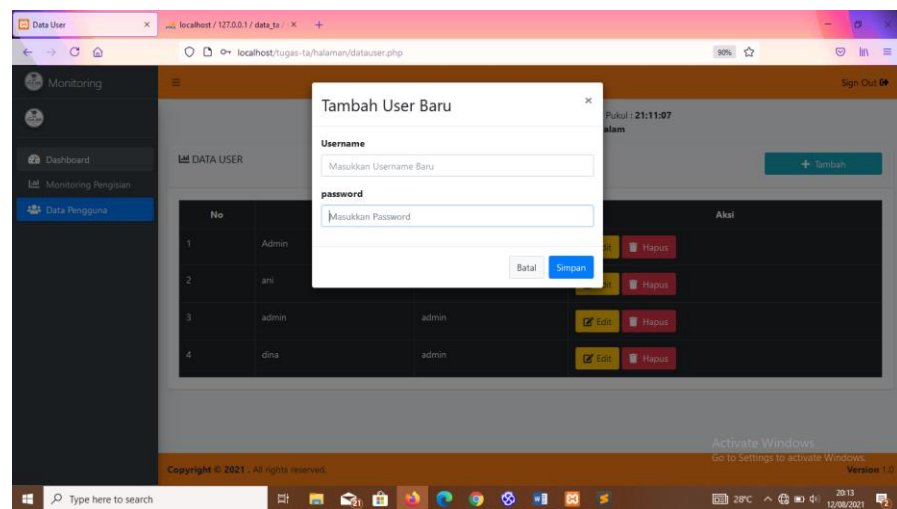 Data User
localhost / 127.0.0.1 / data_ta /
localhost/tugas-ta/halaman/datauser.php
90%
Monitoring
Sign Out
Tambah User Baru
Pukul : 21:11:07
alam
Username
Masukkan Username Baru
Dashboard
DATA USER
+ Tambah
Monitoring Pengisian
password
Data Pengguna
Masukkan Password
No
Aksi
1
Admin
Hapus
Batal
Simpan
2
ani
Hapus
3
admin
admin
Edit
Hapus
4
dina
admin
Edit
Hapus
Activate Windows
Go to Settings to activate Windows.
Copyright © 2021 . All rights reserved.
Version 1.0
Type here to search
28°C
20:13
12/08/2021